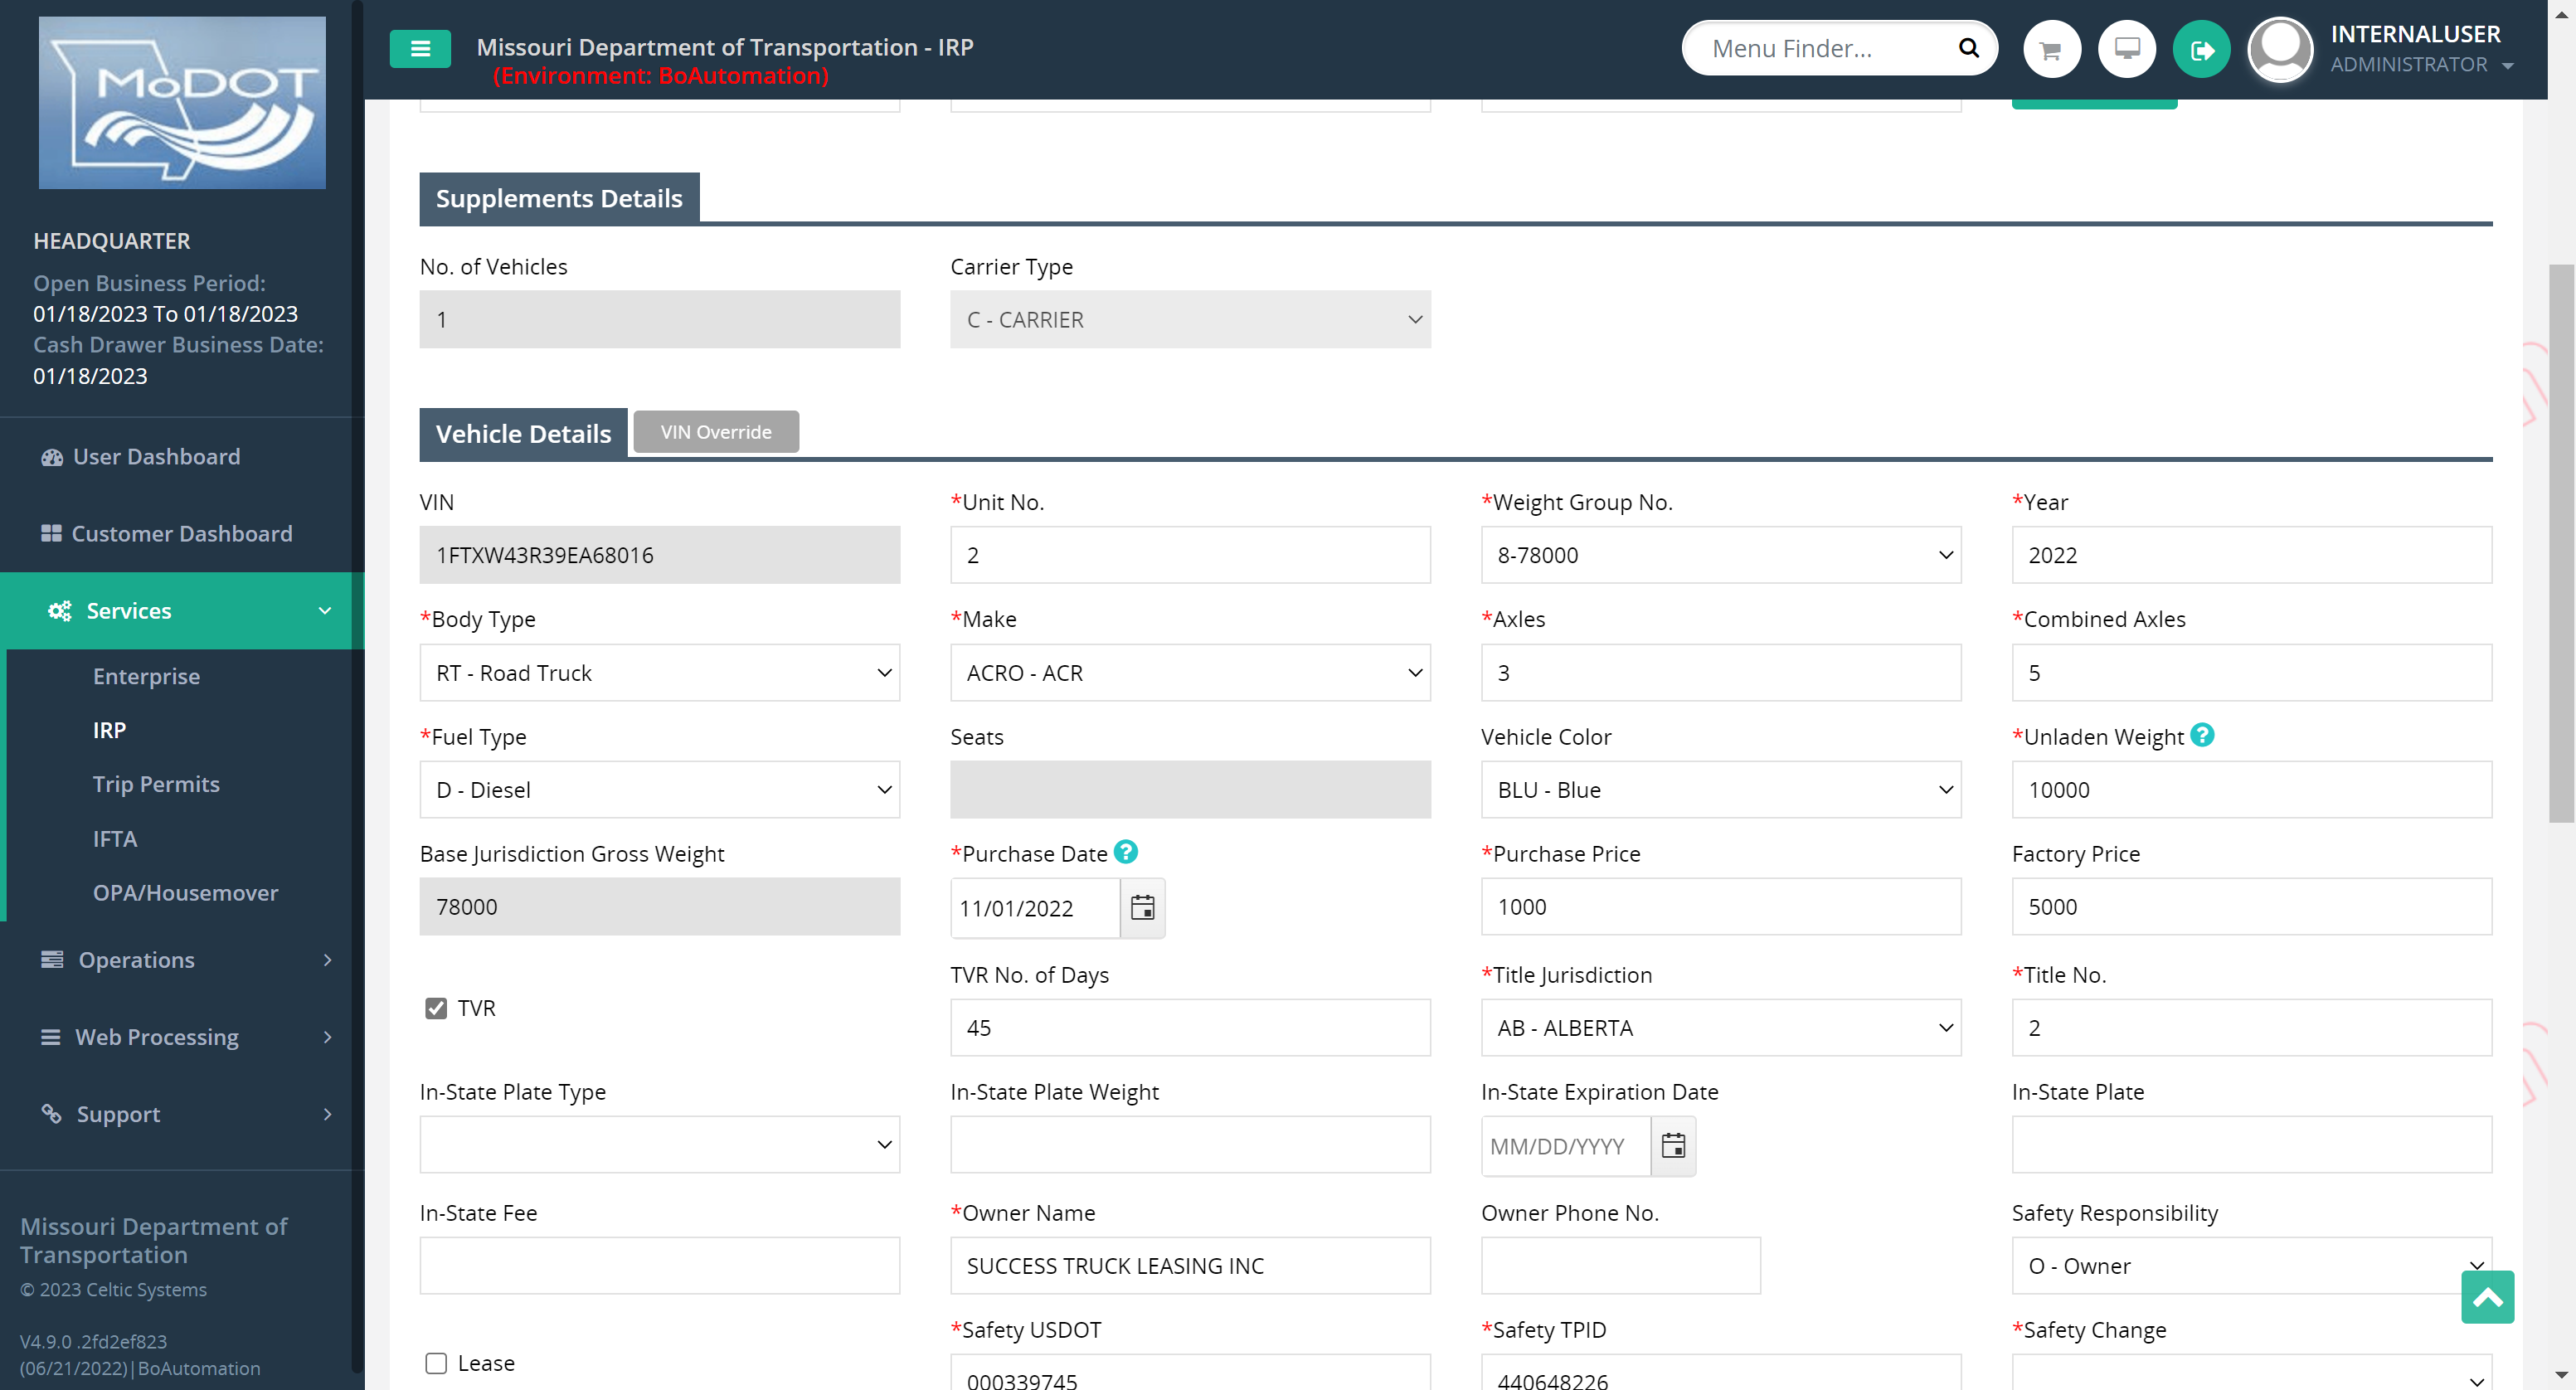 MoDOT
Missouri Department of Transportation - IRP
(Environment: BoAutomation)
Menu Finder...
INTERNALUSER
ADMINISTRATOR
HEADQUARTER
Open Business Period:
01/18/2023 To 01/18/2023
Cash Drawer Business Date:
01/18/2023
User Dashboard
Customer Dashboard
Services
Enterprise
IRP
Trip Permits
IFTA
OPA/Housemover
Operations
Web Processing
Support
Missouri Department of
Transportation
© 2023 Celtic Systems
V4.9.0 .2fd2ef823
(06/21/2022)|BoAutomation
Supplements Details
No. of Vehicles
Carrier Type
1
C - CARRIER
Vehicle Details
VIN Override
VIN
*Unit No.
*Weight Group No.
*Year
1FTXW43R39EA68016
2
8-78000
2022
*Body Type
*Make
*Axles
*Combined Axles
RT - Road Truck
ACRO - ACR
3
5
*Fuel Type
Seats
Vehicle Color
*Unladen Weight
D - Diesel
BLU - Blue
10000
Base Jurisdiction Gross Weight
*Purchase Date
*Purchase Price
Factory Price
78000
11/01/2022
1000
5000
TVR
TVR No. of Days
*Title Jurisdiction
*Title No.
45
AB - ALBERTA
2
In-State Plate Type
In-State Plate Weight
In-State Expiration Date
In-State Plate
MM/DD/YYYY
In-State Fee
*Owner Name
Owner Phone No.
Safety Responsibility
SUCCESS TRUCK LEASING INC
O - Owner
Lease
*Safety USDOT
*Safety TPID
*Safety Change
000339745
440648226